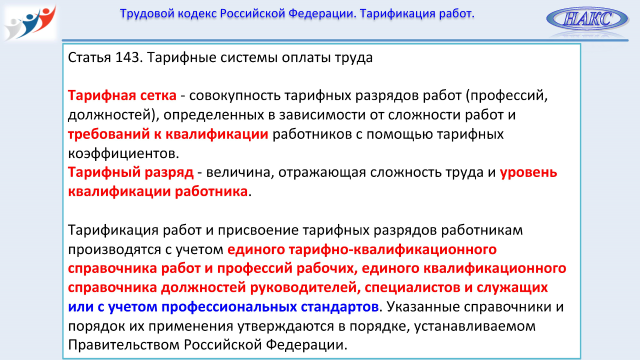 Трудовой кодекс Российской Федерации. Тарификация работ.
НАКС
Статья 143. Тарифные системы оплаты труда
Тарифная сетка - совокупность тарифных разрядов работ (профессий,
должностей), определенных в зависимости от сложности работ и
требований к квалификации работников с помощью тарифных
коэффициентов.
Тарифный разряд - величина, отражающая сложность труда и уровень
квалификации работника.
Тарификация работ и присвоение тарифных разрядов работникам
производятся с учетом единого тарифно-квалификационного
справочника работ и профессий рабочих, единого квалификационного
справочника должностей руководителей, специалистов и служащих
или с учетом профессиональных стандартов. Указанные справочники и
порядок их применения утверждаются в порядке, устанавливаемом
Правительством Российской Федерации.